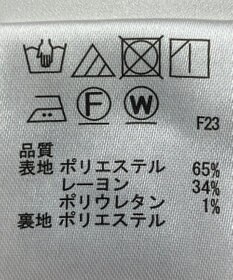 F W
F23
品質
表地 ポリエステル 65%
レーヨン 34%
ポリウレタン 1%
裏地 ポリエステル